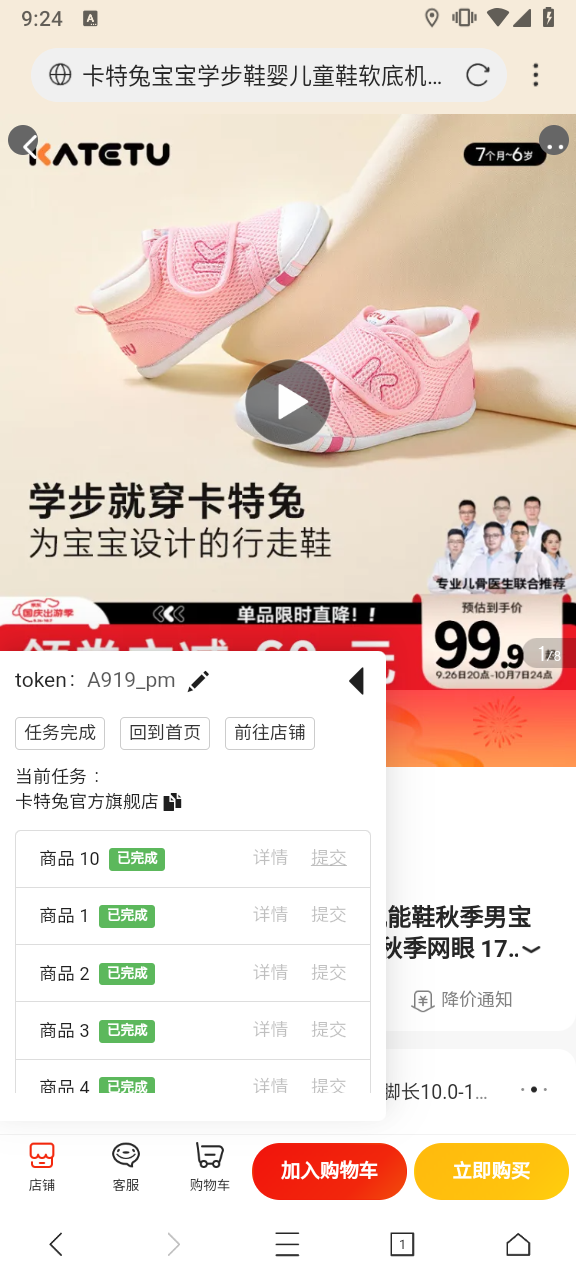 9:24
A
卡特兔宝宝学步鞋婴儿童鞋软底机...
KATETU
7个月~6岁
KATETU
学步就穿卡特兔
为宝宝设计的行走鞋
专业儿骨医生联合推荐
国庆出游季
单品限时直降！！
预估到手价
99.9
9.26日20点-10月7日24点
1/8
token： A919_pm
任务完成 回到首页 前往店铺
当前任务：
卡特兔官方旗舰店
商品 10 已完成 详情 提交
商品 1 已完成 详情 提交
商品 2 已完成 详情 提交
商品 3 已完成 详情 提交
商品 4 已完成 详情 提交
能鞋秋季男宝
秋季网眼 17..
降价通知
脚长10.0-1...
店铺 客服 购物车 加入购物车 立即购买
1